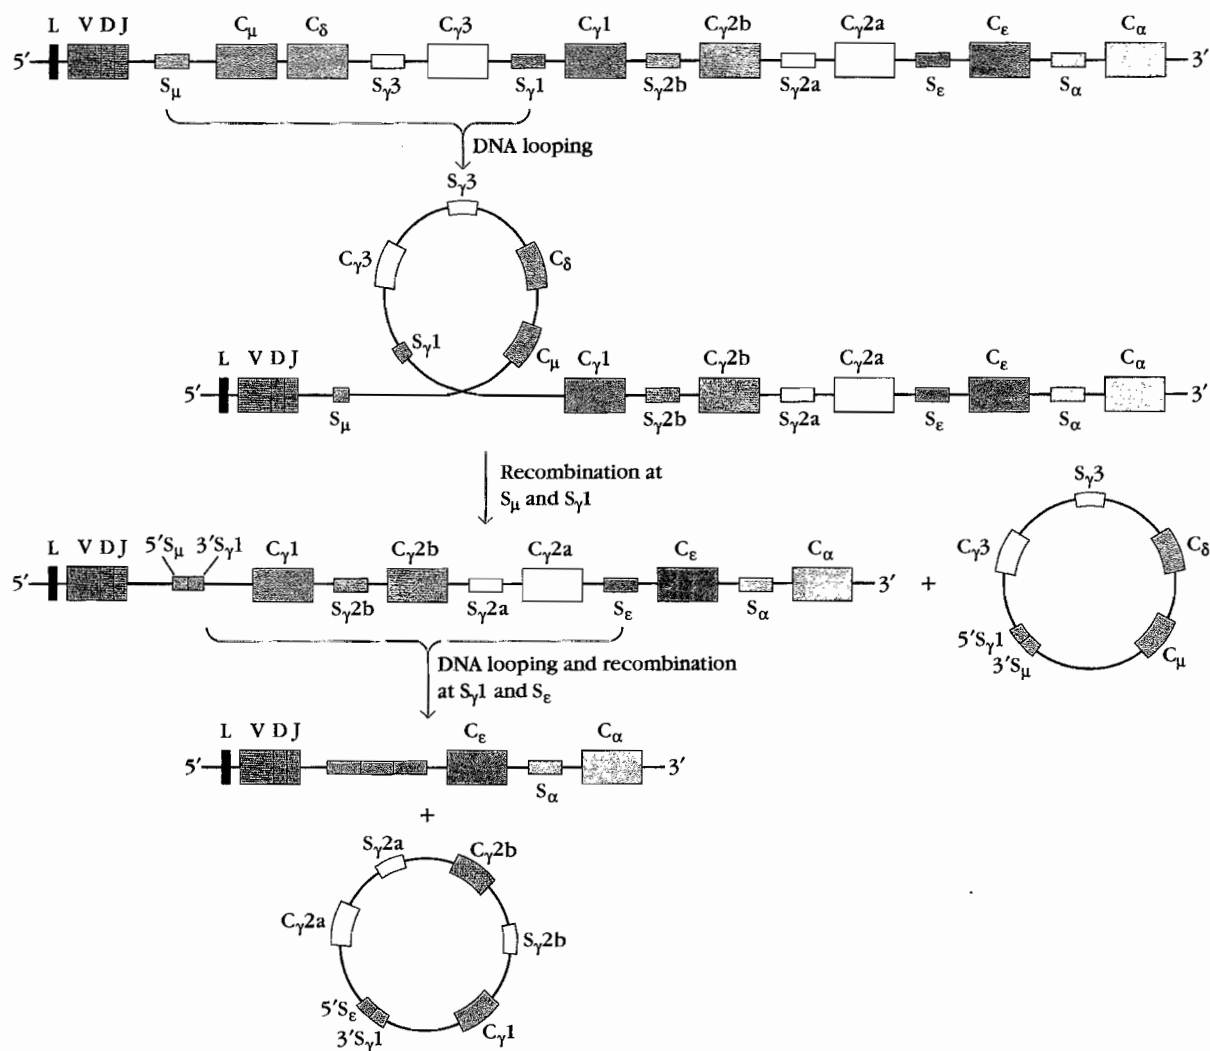 L V D J Cμ Cδ Cγ3 Cγ1 Cγ2b Cγ2a Cε Cα
5′ 3′
Sμ Sγ3 Sγ1 Sγ2b Sγ2a Sε Sα
DNA looping
Sγ3
Cγ3 Cδ
Sγ1 Cμ
L V D J Cγ1 Cγ2b Cγ2a Cε Cα
5′ 3′
Sμ Sγ2b Sγ2a Sε Sα
Recombination at
Sμ and Sγ1
L V D J 5′Sμ 3′Sγ1 Cγ1 Cγ2b Cγ2a Cε Cα
5′ 3′ +
Sγ2b Sγ2a Sε Sα
Sγ3
Cγ3 Cδ
5′Sγ1
3′Sμ Cμ
DNA looping and recombination
at Sγ1 and Sε
L V D J Cε Cα
5′ 3′
Sα
+
Sγ2a Cγ2b
Cγ2a Sγ2b
5′Sε
3′Sγ1 Cγ1